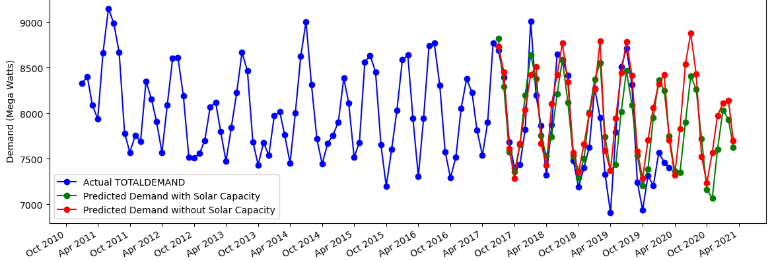 Demand (Mega Watts)
9000
8500
8000
7500
7000
Actual TOTALDEMAND
Predicted Demand with Solar Capacity
Predicted Demand without Solar Capacity
Oct 2010
Apr 2011
Oct 2011
Apr 2012
Oct 2012
Apr 2013
Oct 2013
Apr 2014
Oct 2014
Apr 2015
Oct 2015
Apr 2016
Oct 2016
Apr 2017
Oct 2017
Apr 2018
Oct 2018
Apr 2019
Oct 2019
Apr 2020
Oct 2020
Apr 2021